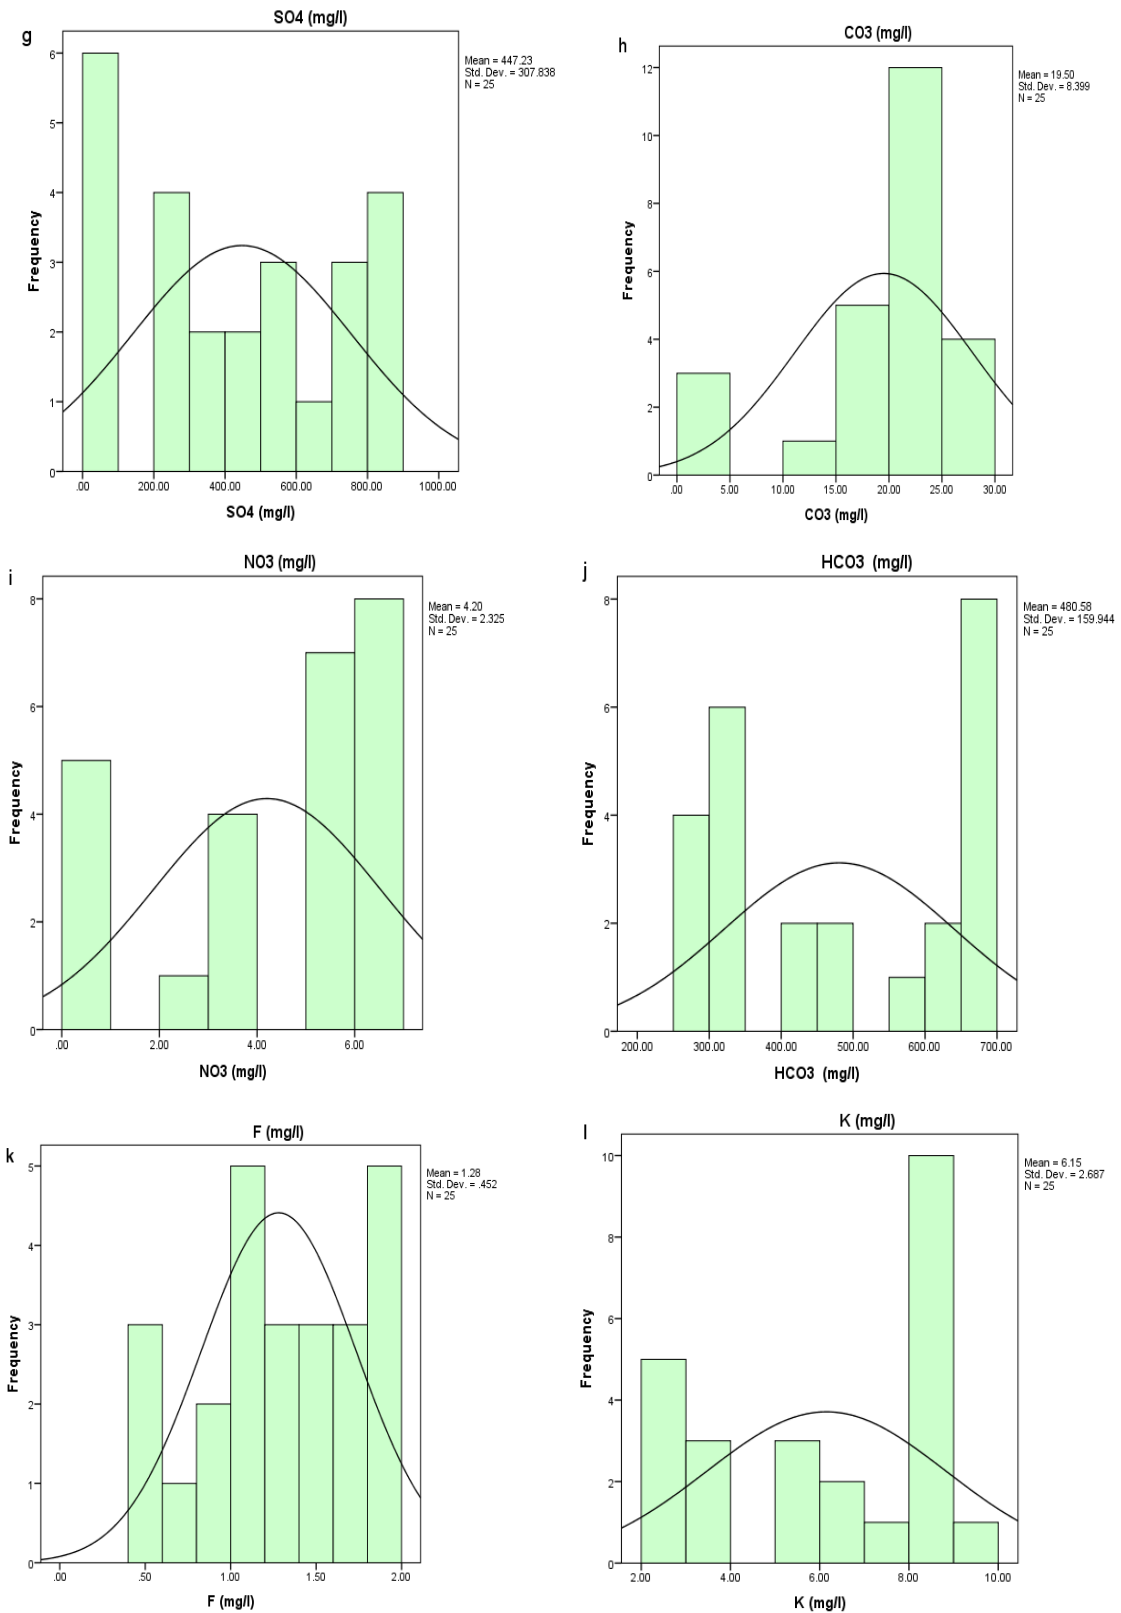 g
SO4 (mg/l)
Mean = 447.23
Std. Dev. = 307.838
N = 25
Frequency
6
5
4
3
2
1
0
.00 200.00 400.00 600.00 800.00 1000.00
SO4 (mg/l)
h
CO3 (mg/l)
Mean = 19.50
Std. Dev. = 8.399
N = 25
Frequency
12
10
8
6
4
2
0
.00 5.00 10.00 15.00 20.00 25.00 30.00
CO3 (mg/l)
i
NO3 (mg/l)
Mean = 4.20
Std. Dev. = 2.325
N = 25
Frequency
8
6
4
2
0
.00 2.00 4.00 6.00
NO3 (mg/l)
j
HCO3 (mg/l)
Mean = 480.58
Std. Dev. = 159.944
N = 25
Frequency
8
6
4
2
0
200.00 300.00 400.00 500.00 600.00 700.00
HCO3 (mg/l)
k
F (mg/l)
Mean = 1.28
Std. Dev. = .452
N = 25
Frequency
5
4
3
2
1
0
.00 .50 1.00 1.50 2.00
F (mg/l)
l
K (mg/l)
Mean = 6.15
Std. Dev. = 2.687
N = 25
Frequency
10
8
6
4
2
0
2.00 4.00 6.00 8.00 10.00
K (mg/l)